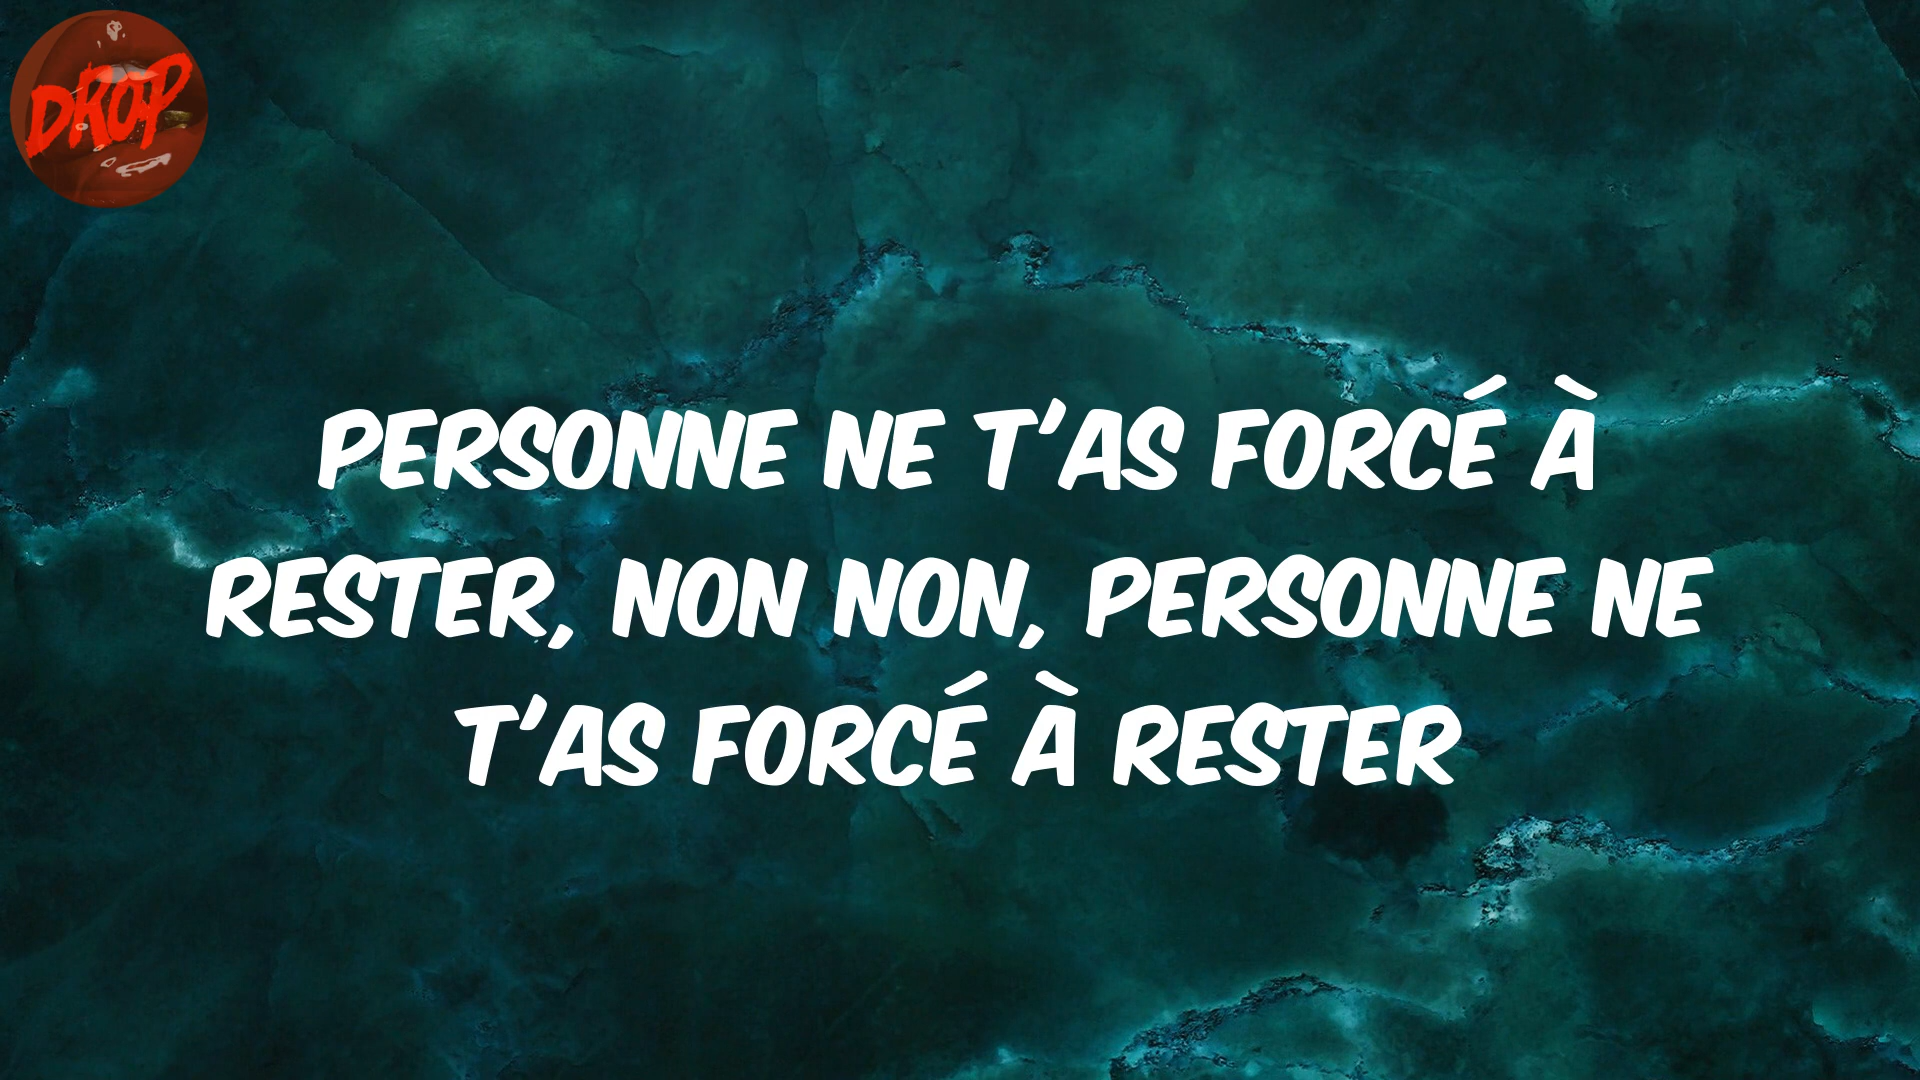 DROP
PERSONNE NE T'AS FORCÉ À
RESTER, NON NON, PERSONNE NE
T'AS FORCÉ À RESTER